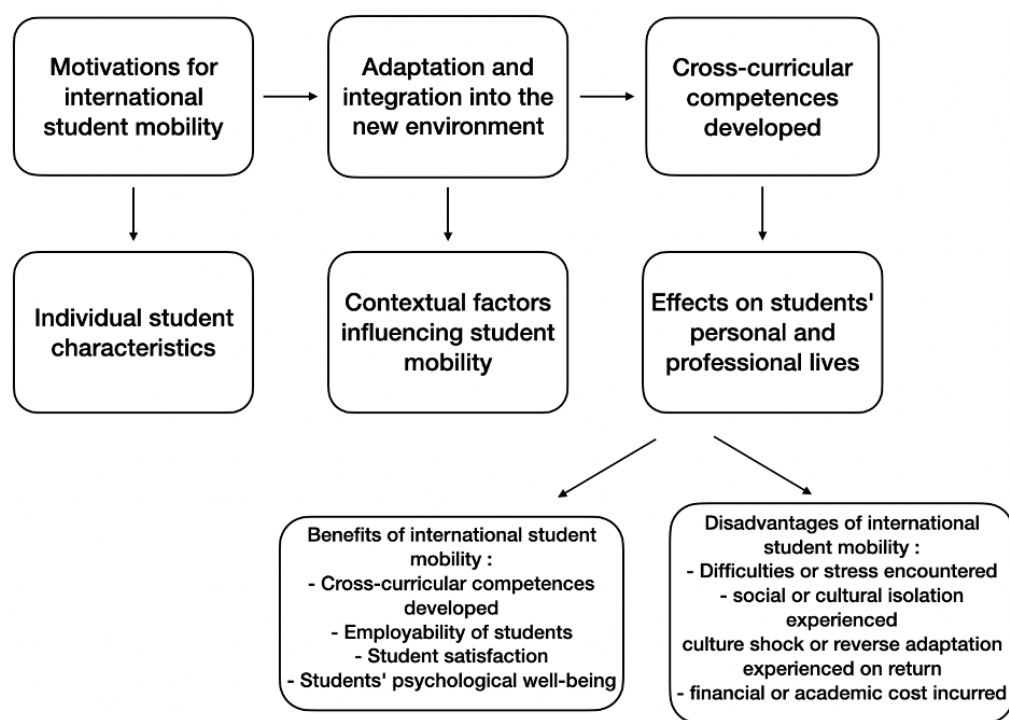 Motivations for
international
student mobility
Adaptation and
integration into the
new environment
Cross-curricular
competences
developed
Individual student
characteristics
Contextual factors
influencing student
mobility
Effects on students'
personal and
professional lives
Benefits of international student
mobility :
- Cross-curricular competences
developed
- Employability of students
- Student satisfaction
- Students' psychological well-being
Disadvantages of international
student mobility :
- Difficulties or stress encountered
- social or cultural isolation
experienced
culture shock or reverse adaptation
experienced on return
- financial or academic cost incurred